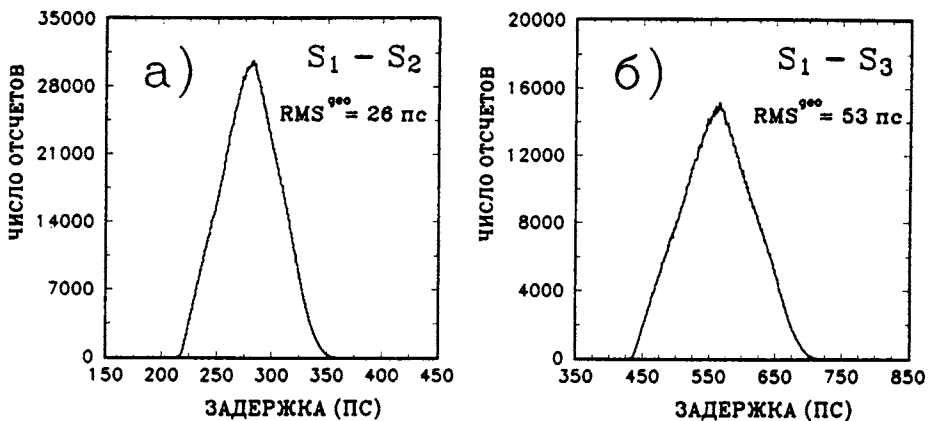 35000
28000
21000
14000
7000
0
ЧИСЛО ОТСЧЕТОВ
а)
S₁ – S₂
RMSᵍᵉᵒ = 26 пс
150 200 250 300 350 400 450
ЗАДЕРЖКА (ПС)
20000
16000
12000
8000
4000
0
ЧИСЛО ОТСЧЕТОВ
б)
S₁ – S₃
RMSᵍᵉᵒ = 53 пс
350 450 550 650 750 850
ЗАДЕРЖКА (ПС)